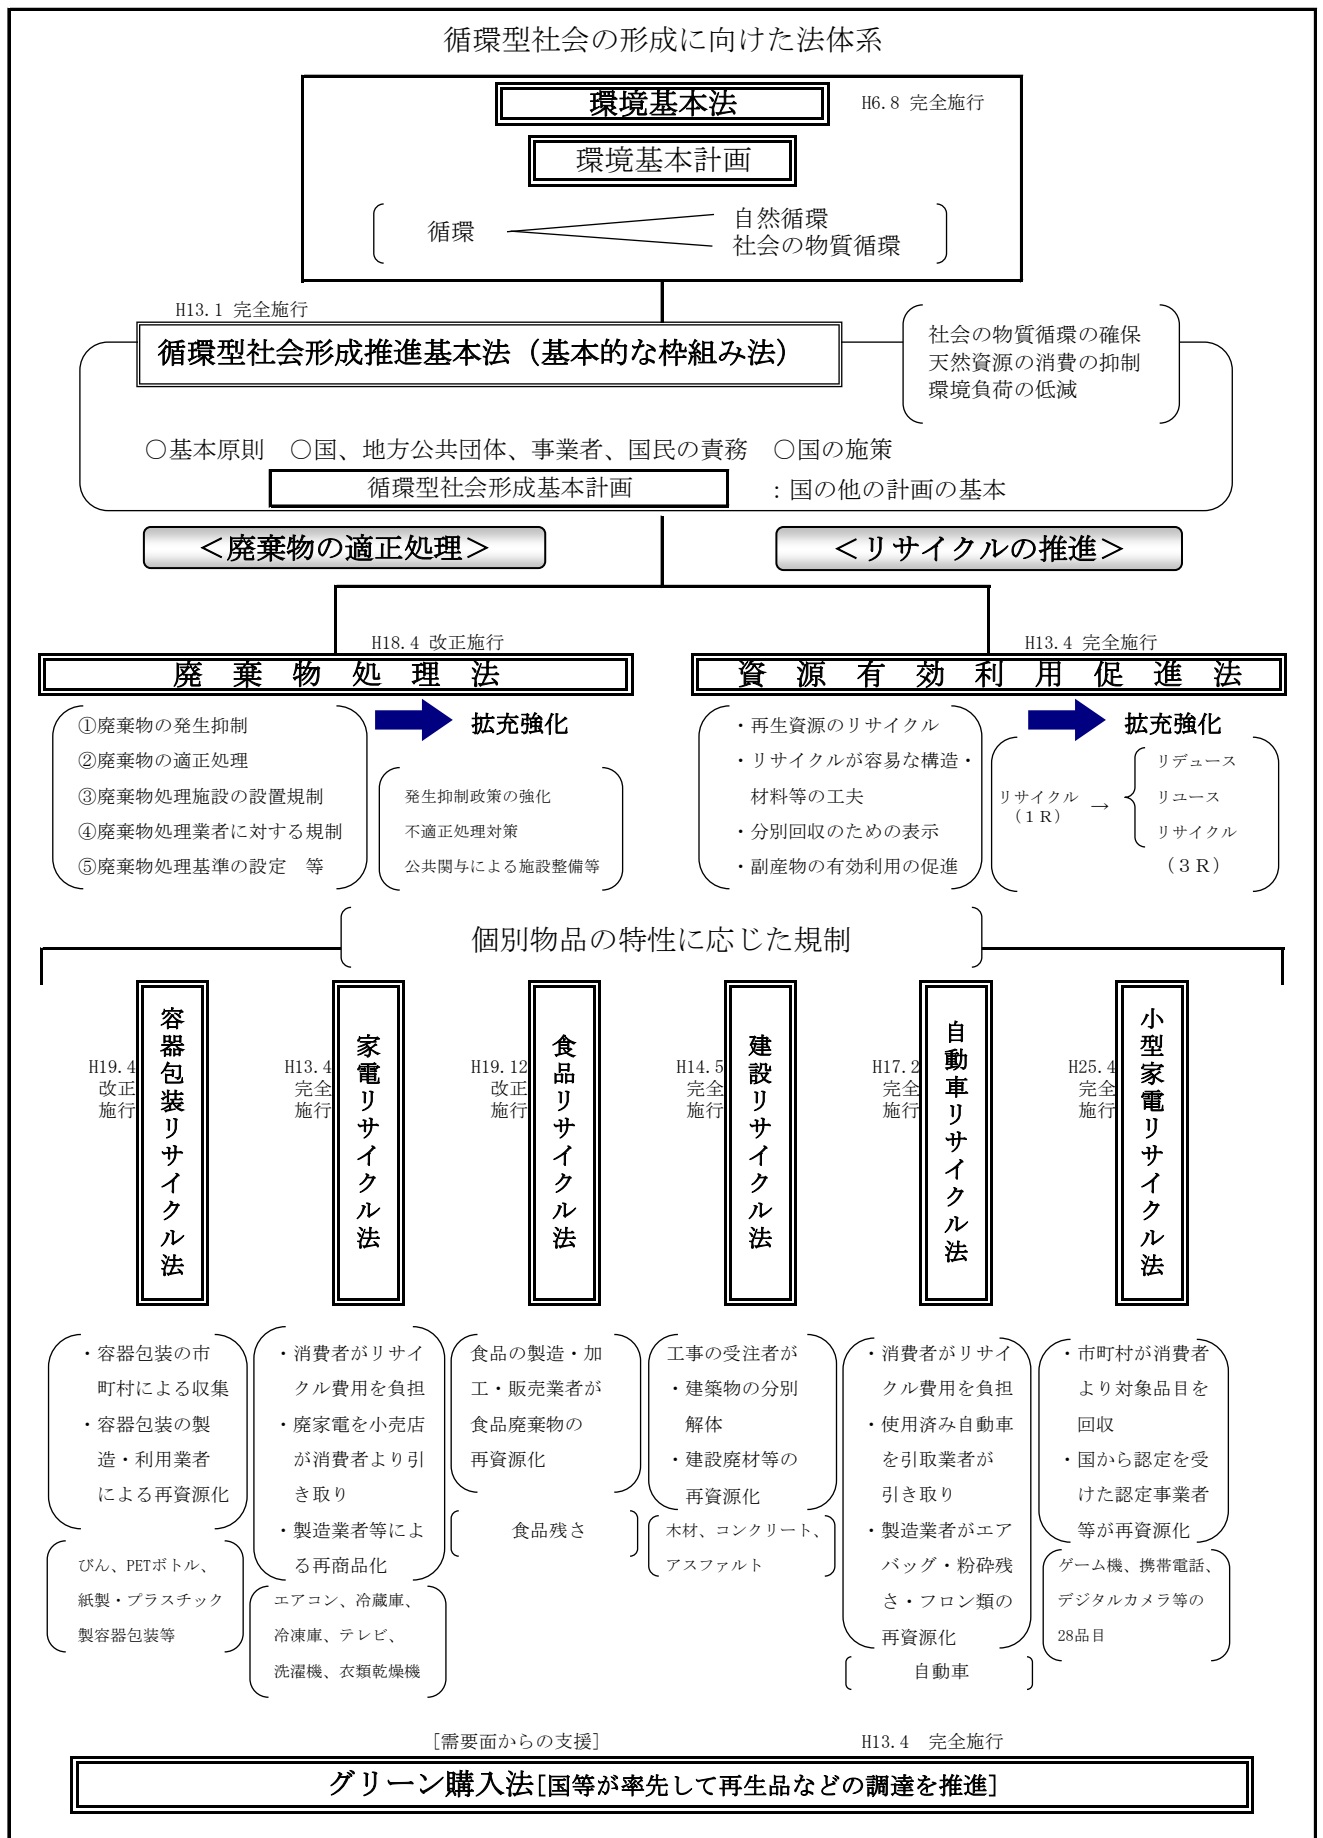 循環型社会の形成に向けた法体系
環境基本法
H6.8 完全施行
環境基本計画
循環
自然循環
社会の物質循環
H13.1 完全施行
循環型社会形成推進基本法（基本的な枠組み法）
社会の物質循環の確保
天然資源の消費の抑制
環境負荷の低減
○基本原則　○国、地方公共団体、事業者、国民の責務　○国の施策
循環型社会形成基本計画
：国の他の計画の基本
＜廃棄物の適正処理＞
＜リサイクルの推進＞
H18.4 改正施行
廃棄物処理法
①廃棄物の発生抑制
②廃棄物の適正処理
③廃棄物処理施設の設置規制
④廃棄物処理業者に対する規制
⑤廃棄物処理基準の設定　等
拡充強化
発生抑制政策の強化
不適正処理対策
公共関与による施設整備等
H13.4 完全施行
資源有効利用促進法
・再生資源のリサイクル
・リサイクルが容易な構造・
材料等の工夫
・分別回収のための表示
・副産物の有効利用の促進
拡充強化
リサイクル
（１Ｒ）
→
リデュース
リユース
リサイクル
（３Ｒ）
個別物品の特性に応じた規制
H19.4
改正
施行
容器包装リサイクル法
H13.4
完全
施行
家電リサイクル法
H19.12
改正
施行
食品リサイクル法
H14.5
完全
施行
建設リサイクル法
H17.2
完全
施行
自動車リサイクル法
H25.4
完全
施行
小型家電リサイクル法
・容器包装の市
町村による収集
・容器包装の製
造・利用業者
による再資源化
びん、PETボトル、
紙製・プラスチック
製容器包装等
・消費者がリサイ
クル費用を負担
・廃家電を小売店
が消費者より引
き取り
・製造業者等によ
る再商品化
エアコン、冷蔵庫、
冷凍庫、テレビ、
洗濯機、衣類乾燥機
食品の製造・加
工・販売業者が
食品廃棄物の
再資源化
食品残さ
工事の受注者が
・建築物の分別
解体
・建設廃材等の
再資源化
木材、コンクリート、
アスファルト
・消費者がリサイ
クル費用を負担
・使用済み自動車
を引取業者が
引き取り
・製造業者がエア
バッグ・粉砕残
さ・フロン類の
再資源化
自動車
・市町村が消費者
より対象品目を
回収
・国から認定を受
けた認定事業者
等が再資源化
ゲーム機、携帯電話、
デジタルカメラ等の
28品目
[需要面からの支援]
H13.4　完全施行
グリーン購入法[国等が率先して再生品などの調達を推進]